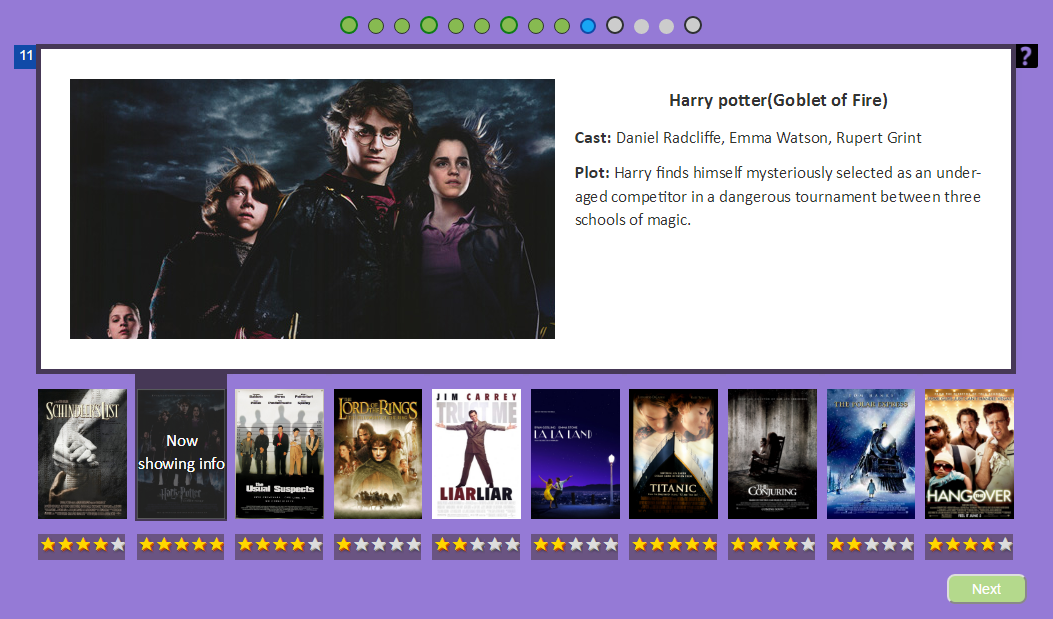 11
?
Harry potter(Goblet of Fire)
Cast: Daniel Radcliffe, Emma Watson, Rupert Grint
Plot: Harry finds himself mysteriously selected as an under-
aged competitor in a dangerous tournament between three
schools of magic.
SCHINDLER'S LIST
Now
showing info
Harry Potter
The
Usual Suspects
THE
LORD OF THE RINGS
JIM CARREY
TRUST ME
LIAR LIAR
LA LA LAND
TITANIC
THE
CONJURING
THE POLAR EXPRESS
HANGOVER
Next